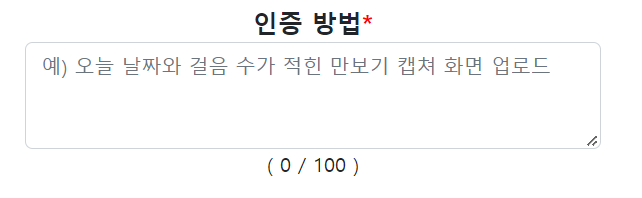 인증 방법*
예) 오늘 날짜와 걸음 수가 적힌 만보기 캡쳐 화면 업로드
( 0 / 100 )